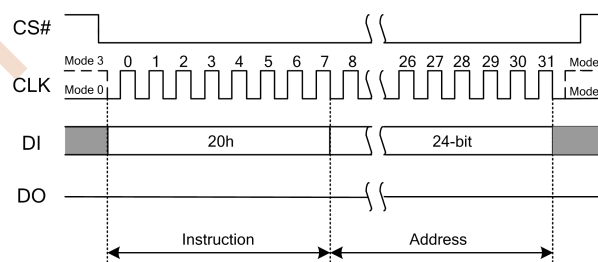 CS#
Mode 3 0 1 2 3 4 5 6 7 8 26 27 28 29 30 31 Mode
CLK
Mode 0 Mode
DI 20h 24-bit
DO
Instruction Address